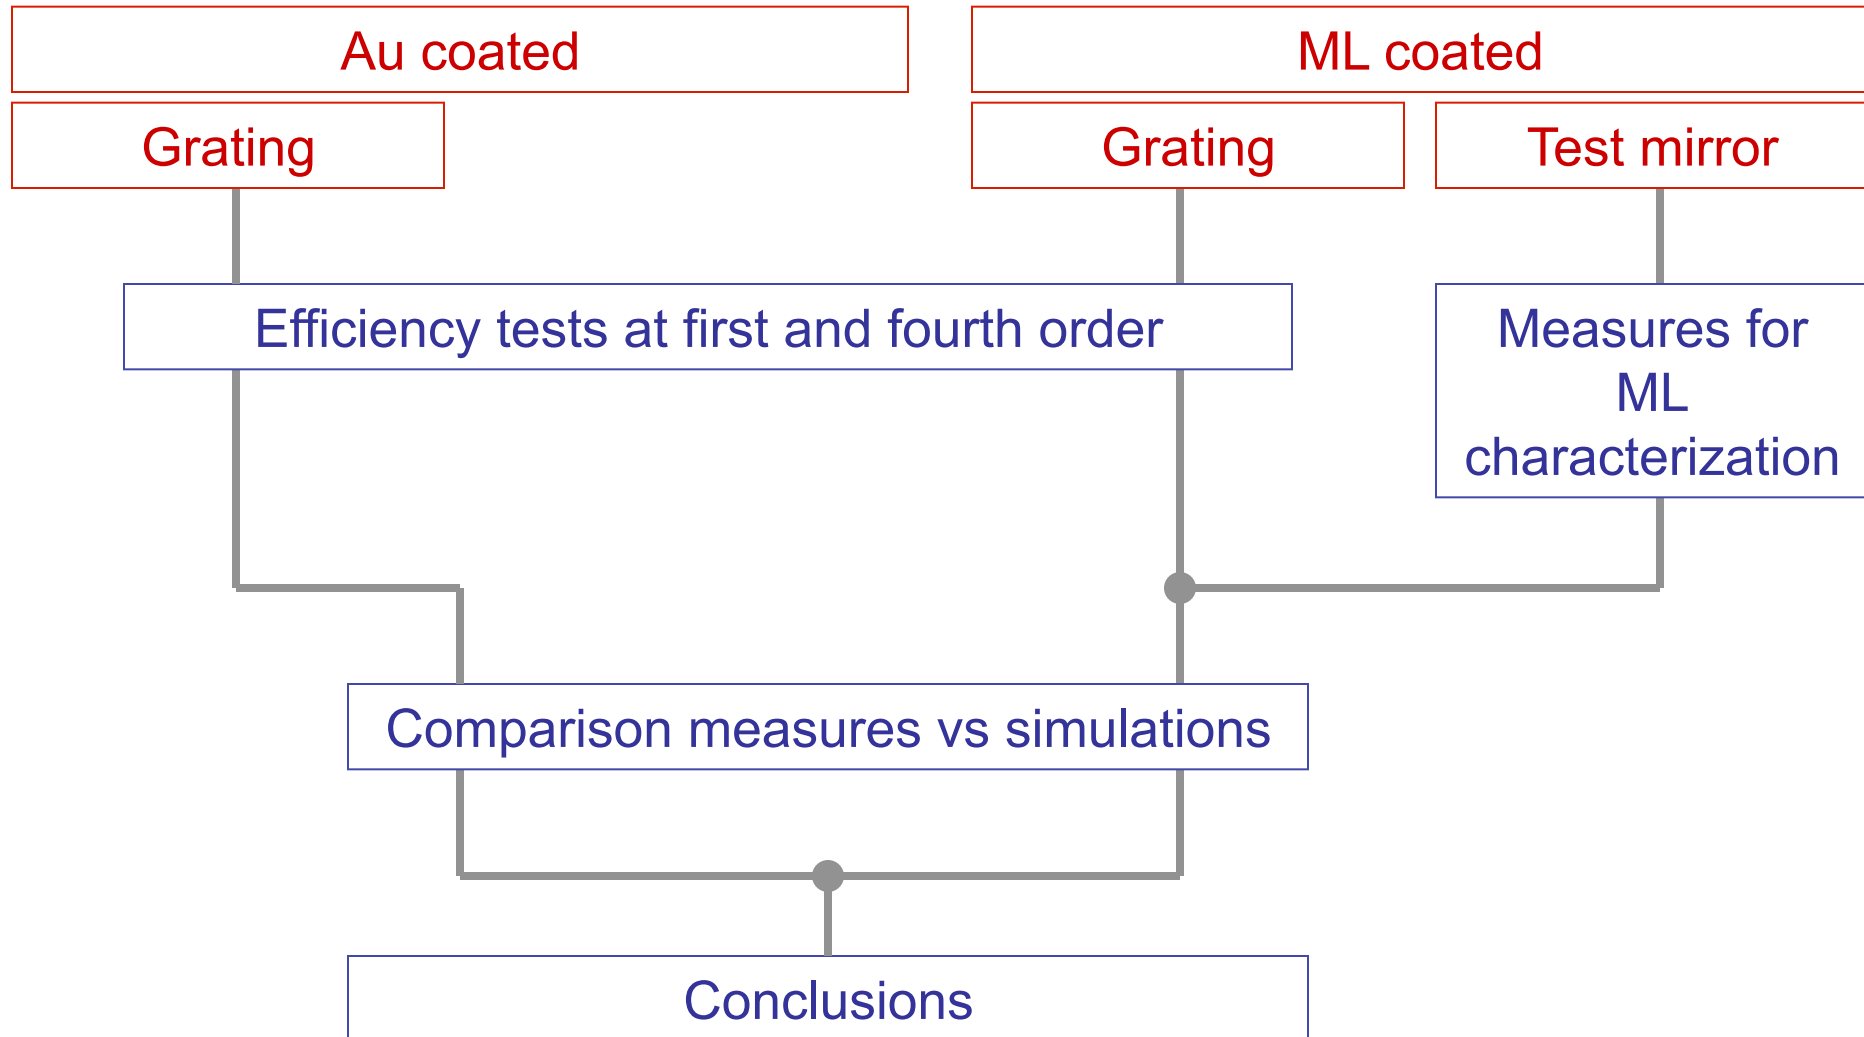 Au coated
ML coated
Grating
Grating
Test mirror
Efficiency tests at first and fourth order
Measures for
ML
characterization
Comparison measures vs simulations
Conclusions